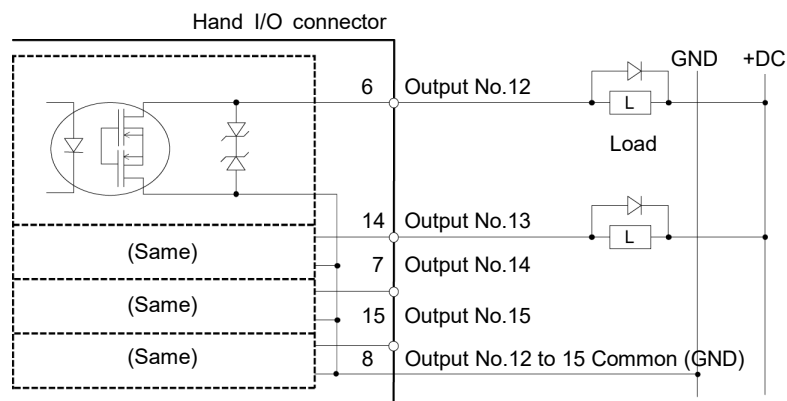 Hand I/O connector
GND +DC
6 Output No.12
L
Load
14 Output No.13
L
(Same)
7 Output No.14
(Same)
15 Output No.15
(Same)
8 Output No.12 to 15 Common (GND)